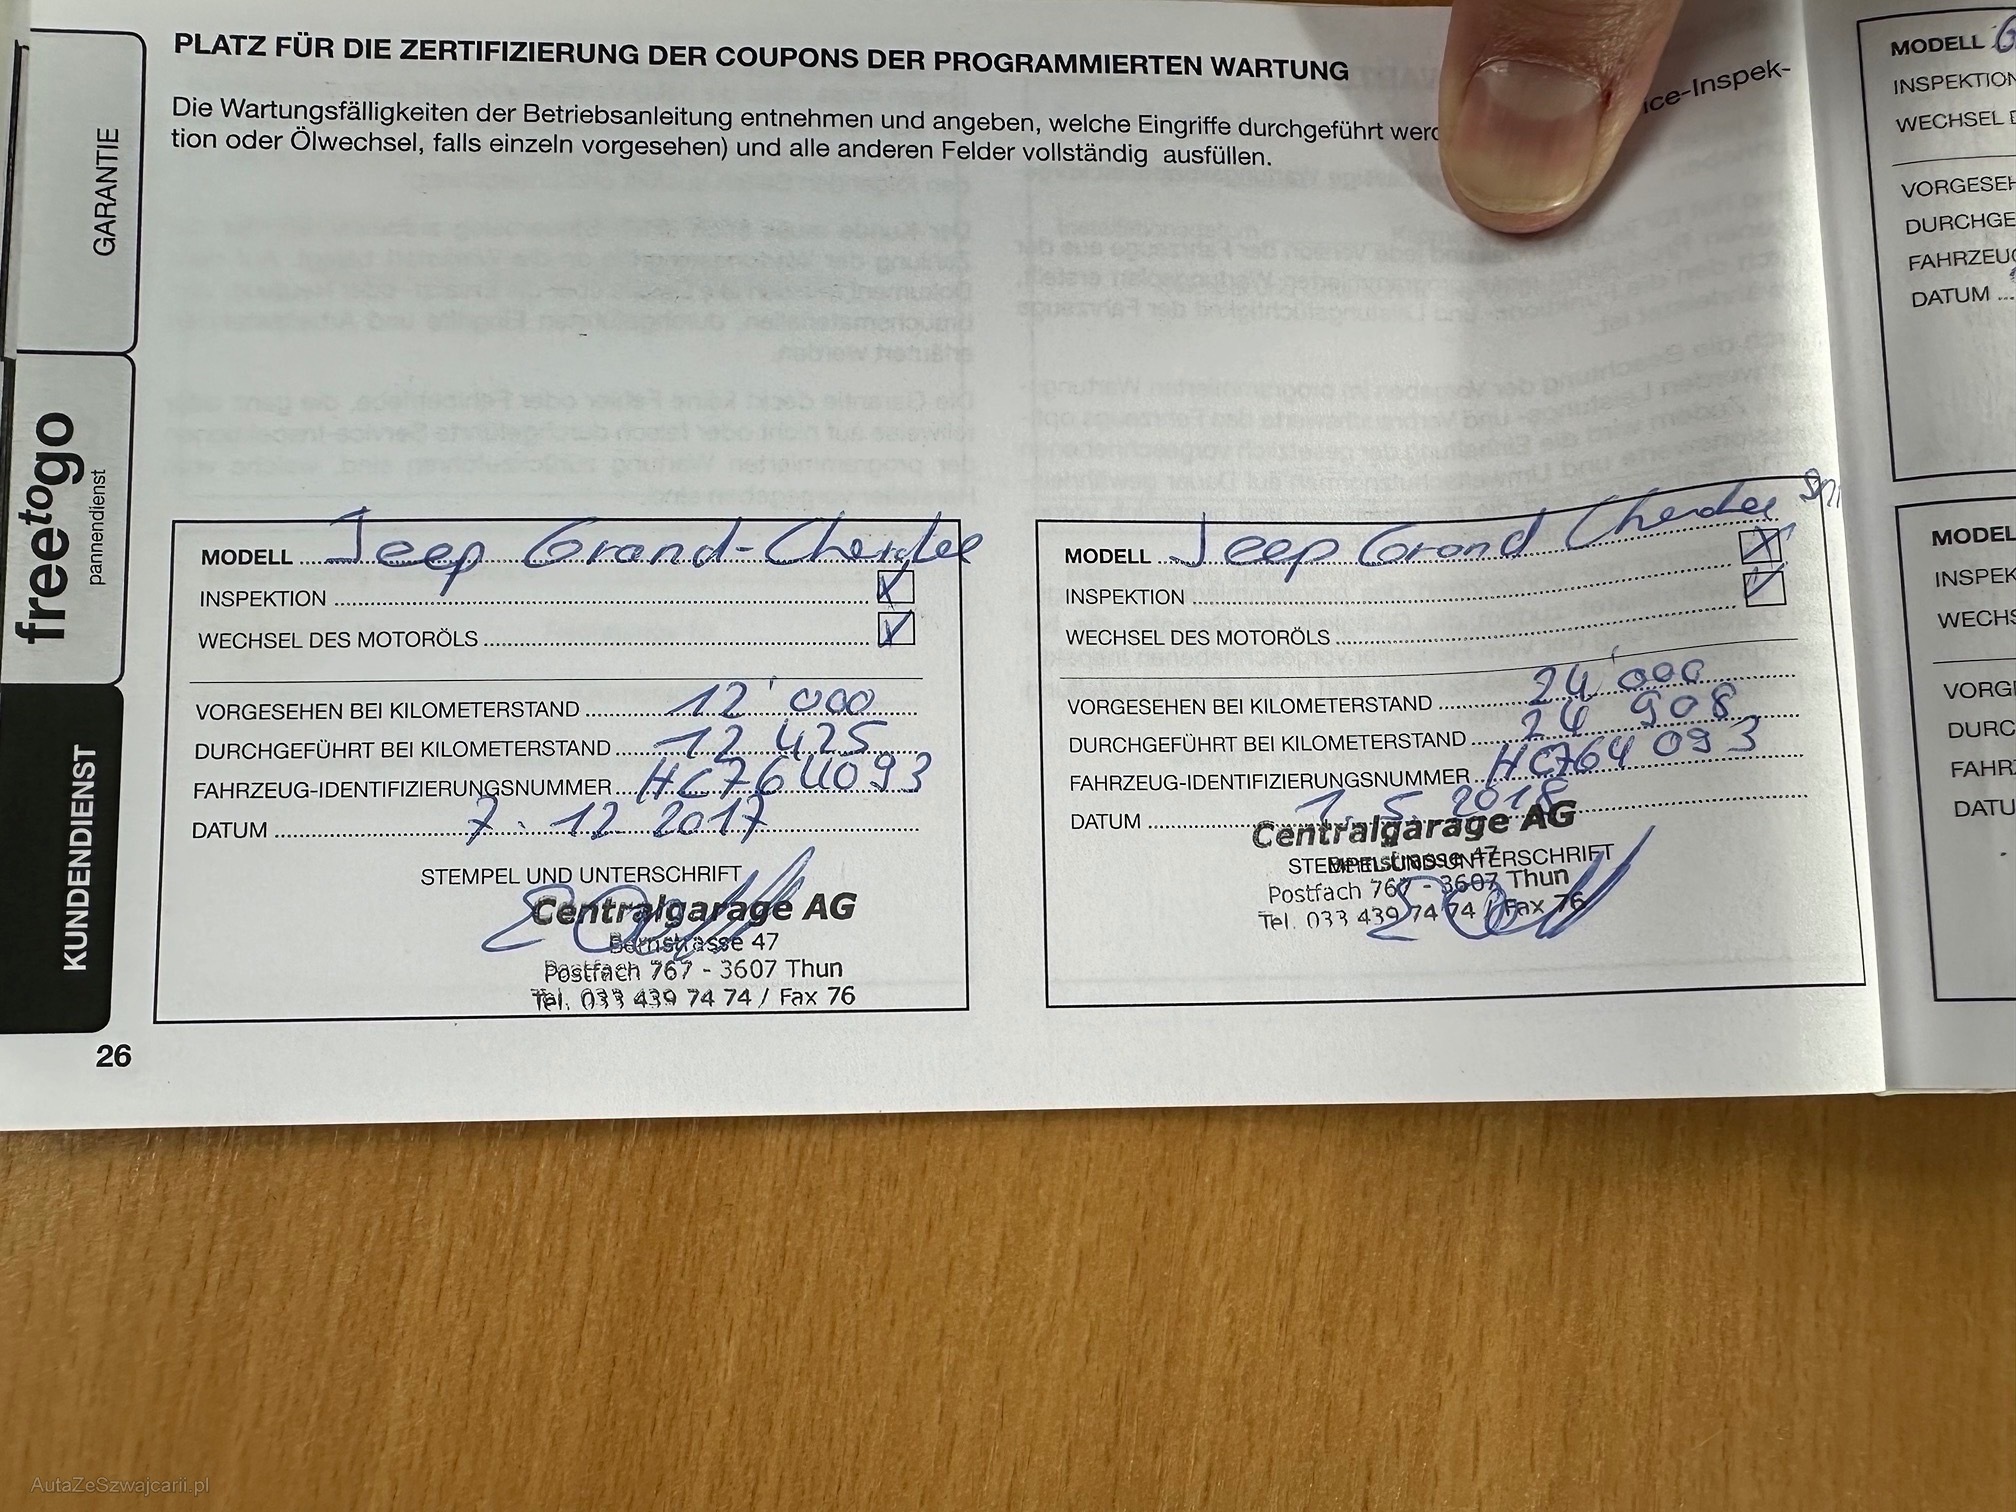 PLATZ FÜR DIE ZERTIFIZIERUNG DER COUPONS DER PROGRAMMIERTEN WARTUNG
Die Wartungsfälligkeiten der Betriebsanleitung entnehmen und angeben, welche Eingriffe durchgeführt werd ice-Inspek-
tion oder Ölwechsel, falls einzeln vorgesehen) und alle anderen Felder vollständig ausfüllen.
GARANTIE
freetogo
pannendienst
KUNDENDIENST
MODELL Jeep Grand-Cherokee
INSPEKTION
WECHSEL DES MOTORÖLS
VORGESEHEN BEI KILOMETERSTAND 12'000
DURCHGEFÜHRT BEI KILOMETERSTAND 12 425
FAHRZEUG-IDENTIFIZIERUNGSNUMMER HC764093
DATUM 7.12 2017
STEMPEL UND UNTERSCHRIFT
Centralgarage AG
Bernstrasse 47
Postfach 767 - 3607 Thun
Tel. 033 439 74 74 / Fax 76
MODELL Jeep Grand Cherokee
INSPEKTION
WECHSEL DES MOTORÖLS
VORGESEHEN BEI KILOMETERSTAND 24'000
DURCHGEFÜHRT BEI KILOMETERSTAND 24 908
FAHRZEUG-IDENTIFIZIERUNGSNUMMER HC764093
DATUM 1.5.2018
Centralgarage AG
STEMPEL UND UNTERSCHRIFT
Bernstrasse 47
Postfach 767 - 3607 Thun
Tel. 033 439 74 74 / Fax 76
26
MODELL G
INSPEKTION
WECHSEL D
VORGESEH
DURCHGE
FAHRZEUG
DATUM
MODEL
INSPEK
WECHS
VORG
DURC
FAHRZ
DATU
AutaZeSzwajcarii.pl